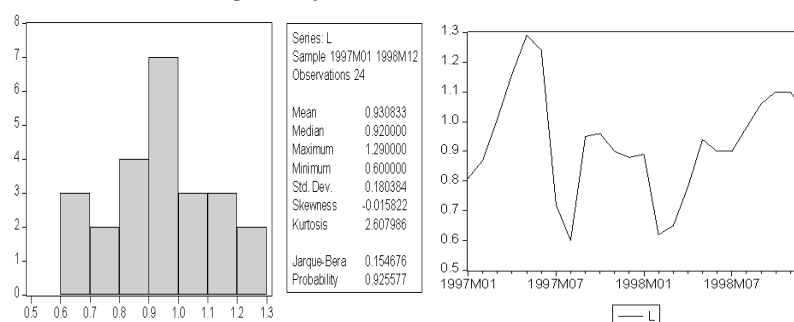 8
7
6
5
4
3
2
1
0
0.5 0.6 0.7 0.8 0.9 1.0 1.1 1.2 1.3
Series: L
Sample 1997M01 1998M12
Observations 24
Mean 0.930833
Median 0.920000
Maximum 1.290000
Minimum 0.600000
Std. Dev. 0.180384
Skewness -0.015822
Kurtosis 2.607986
Jarque-Bera 0.154676
Probability 0.925577
1.3
1.2
1.1
1.0
0.9
0.8
0.7
0.6
0.5
1997M01 1997M07 1998M01 1998M07
L